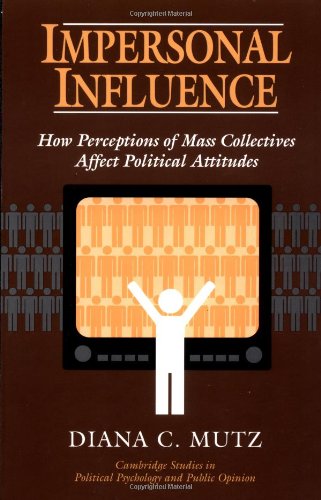 IMPERSONAL
INFLUENCE
How Perceptions of Mass Collectives
Affect Political Attitudes
DIANA C. MUTZ
Cambridge Studies in
Political Psychology and Public Opinion